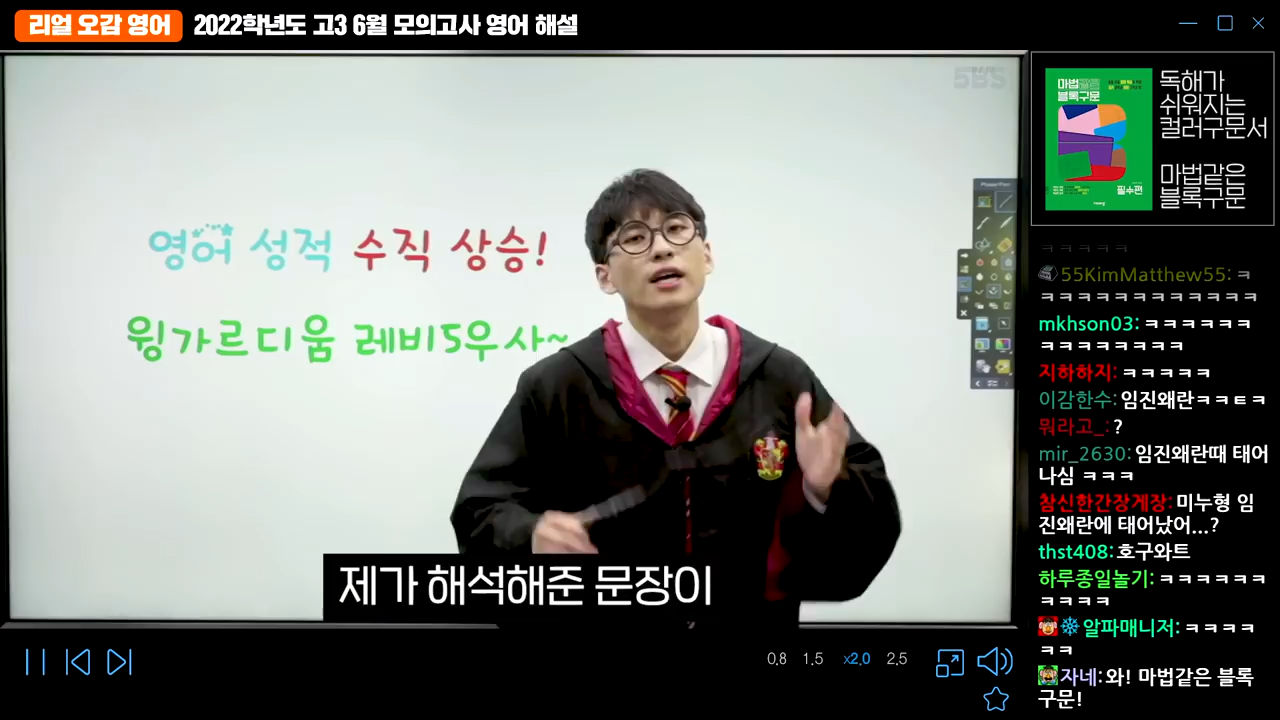 리얼 오감 영어 2022학년도 고3 6월 모의고사 영어 해설
5BS
영어 성적 수직 상승!
윙가르디움 레비5우사~
제가 해석해준 문장이
0.8 1.5 x2.0 2.5
마법같은
블록구문
필수편
독해가
쉬워지는
컬러구문서
마법같은
블록구문
ㅋㅋㅋㅋㅋ
55KimMatthew55: ㅋ
ㅋㅋㅋㅋㅋㅋㅋㅋㅋㅋㅋㅋ
mkhson03: ㅋㅋㅋㅋㅋㅋ
ㅋㅋㅋㅋㅋㅋㅋㅋ
지하하지: ㅋㅋㅋㅋㅋ
이감한수: 임진왜란ㅋㅋㅌㅋ
뭐라고_: ?
mir_2630: 임진왜란때 태어
나심 ㅋㅋㅋ
참신한간장게장: 미누형 임
진왜란에 태어났어...?
thst408: 호구와트
하루종일놀기: ㅋㅋㅋㅋㅋㅋ
ㅋㅋㅋㅋ
알파매니저: ㅋㅋㅋㅋ
ㅋㅋ
자네: 와! 마법같은 블록
구문!